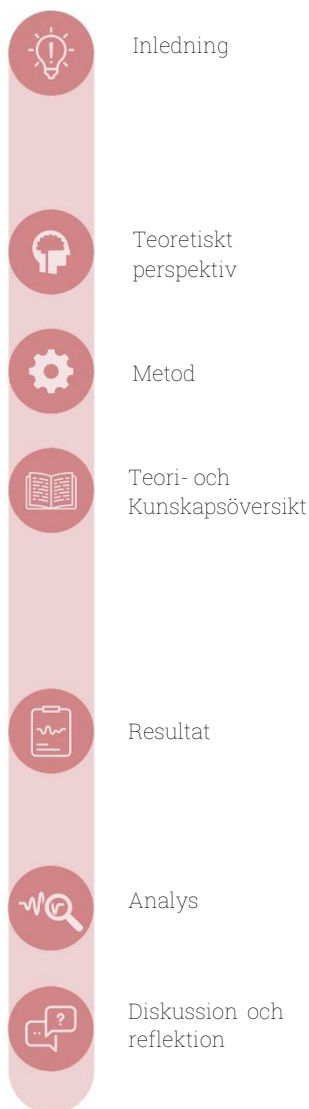 Inledning
Teoretiskt
perspektiv
Metod
Teori- och
Kunskapsöversikt
Resultat
Analys
Diskussion och
reflektion